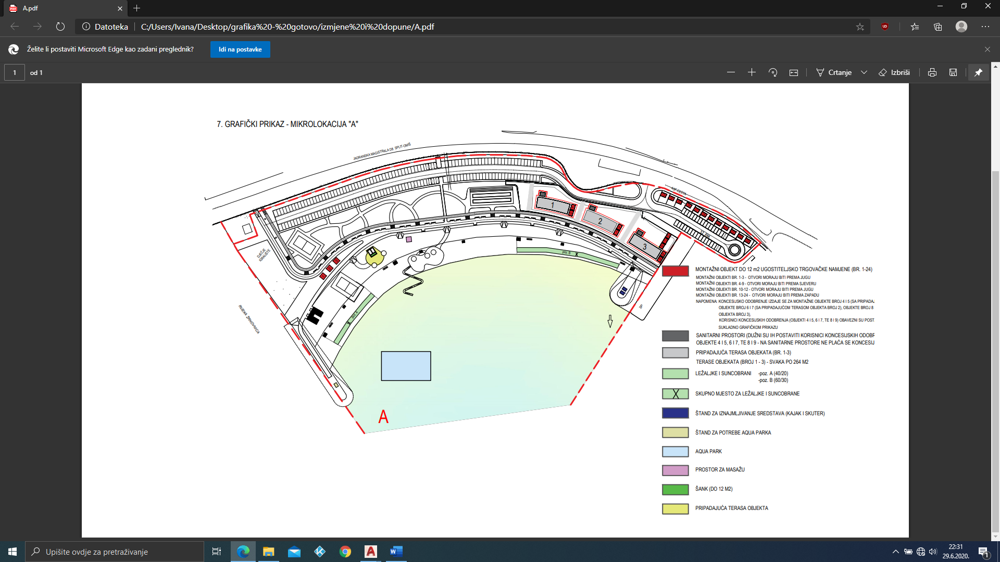 A.pdf
Datoteka
C:/Users/Ivana/Desktop/grafika%20-%20gotovo/izmjene%20i%20dopune/A.pdf
Želite li postaviti Microsoft Edge kao zadani preglednik?
Idi na postavke
1
od 1
Crtanje
Izbriši
7. GRAFIČKI PRIKAZ - MIKROLOKACIJA "A"
JADRANSKA MAGISTRALA D8 SPLIT-OMIŠ
1
2
3
DJEČJE
IGRALIŠTE
RIJEKA ŽRNOVNICA
poz. A
X
poz. B
X
3P
A
MONTAŽNI OBJEKT DO 12 m2 UGOSTITELJSKO TRGOVAČKE NAMJENE (BR. 1-24)
MONTAŽNI OBJEKTI BR. 1-3 - OTVORI MORAJU BITI PREMA JUGU
MONTAŽNI OBJEKTI BR. 4-9 - OTVORI MORAJU BITI PREMA SJEVERU
MONTAŽNI OBJEKTI BR. 10-12 - OTVORI MORAJU BITI PREMA JUGU
MONTAŽNI OBJEKTI BR. 13-24 - OTVORI MORAJU BITI PREMA ZAPADU
NAPOMENA: KONCESIJSKO ODOBRENJE IZDAJE SE ZA MONTAŽNE OBJEKTE BROJ 4 I 5 (SA PRIPADAJ
OBJEKTE BROJ 6 I 7 (SA PRIPADAJUĆOM TERASOM OBJEKTA BROJ 2), OBJEKTE BROJ 8
OBJEKTA BROJ 3),
KORISNICI KONCESIJSKIH ODOBRENJA (OBJEKTI 4 I 5, 6 I 7, TE 8 I 9) OBAVEZNI SU POST
SUKLADNO GRAFIČKOM PRIKAZU
SANITARNI PROSTORI (DUŽNI SU IH POSTAVITI KORISNICI KONCESIJSKIH ODOBR
OBJEKTE 4 I 5, 6 I 7, TE 8 I 9 - NA SANITARNE PROSTORE NE PLAĆA SE KONCESIJ
PRIPADAJUĆA TERASA OBJEKATA (BR. 1-3)
TERASE OBJEKATA (BROJ 1 - 3) - SVAKA PO 264 M2
LEŽALJKE I SUNCOBRANI -poz. A (40/20)
-poz. B (60/30)
X SKUPNO MJESTO ZA LEŽALJKE I SUNCOBRANE
ŠTAND ZA IZNAJMLJIVANJE SREDSTAVA (KAJAK I SKUTER)
ŠTAND ZA POTREBE AQUA PARKA
AQUA PARK
PROSTOR ZA MASAŽU
ŠANK (DO 12 M2)
PRIPADAJUĆA TERASA OBJEKTA
Upišite ovdje za pretraživanje
22:31
29.6.2020.
1